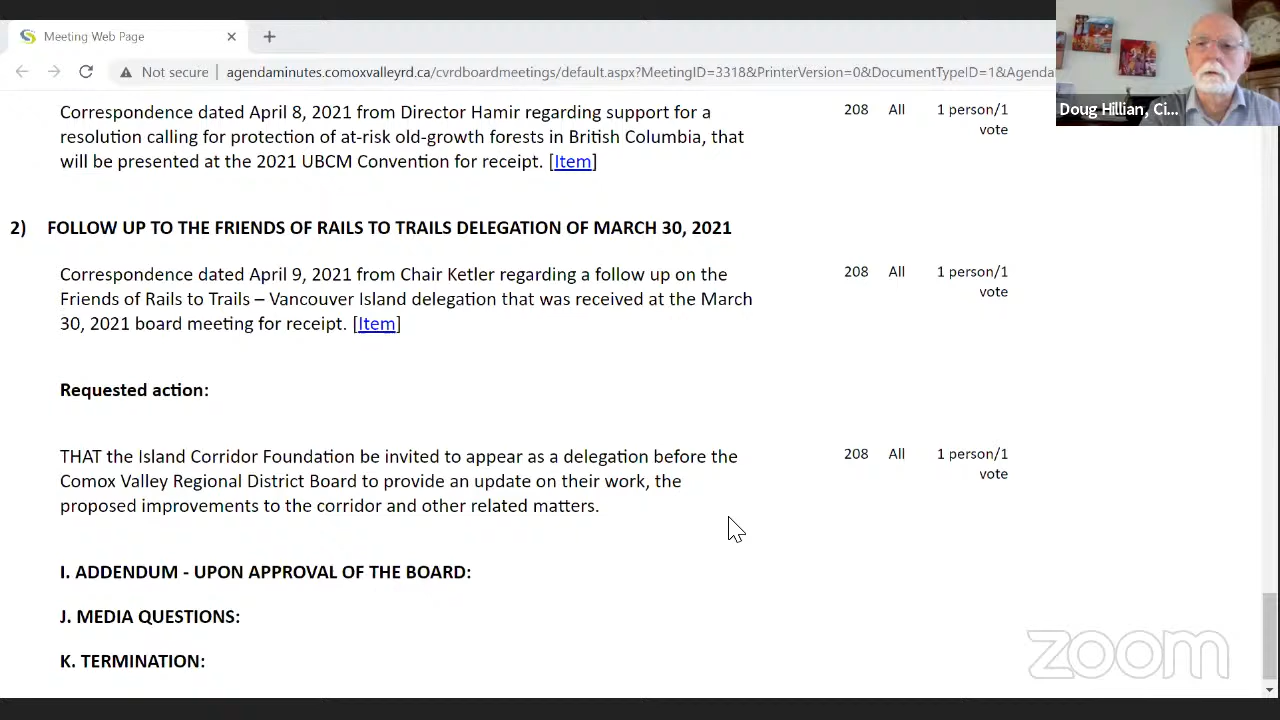 Meeting Web Page
Not secure
agendaminutes.comoxvalleyrd.ca/cvrdboardmeetings/default.aspx?MeetingID=3318&PrinterVersion=0&DocumentTypeID=1&Agend
Doug Hillian, Ci...
Correspondence dated April 8, 2021 from Director Hamir regarding support for a 208 All 1 person/1
resolution calling for protection of at-risk old-growth forests in British Columbia, that vote
will be presented at the 2021 UBCM Convention for receipt. [Item]
2) FOLLOW UP TO THE FRIENDS OF RAILS TO TRAILS DELEGATION OF MARCH 30, 2021
Correspondence dated April 9, 2021 from Chair Ketler regarding a follow up on the 208 All 1 person/1
Friends of Rails to Trails – Vancouver Island delegation that was received at the March vote
30, 2021 board meeting for receipt. [Item]
Requested action:
THAT the Island Corridor Foundation be invited to appear as a delegation before the 208 All 1 person/1
Comox Valley Regional District Board to provide an update on their work, the vote
proposed improvements to the corridor and other related matters.
I. ADDENDUM - UPON APPROVAL OF THE BOARD:
J. MEDIA QUESTIONS:
K. TERMINATION:
zoom